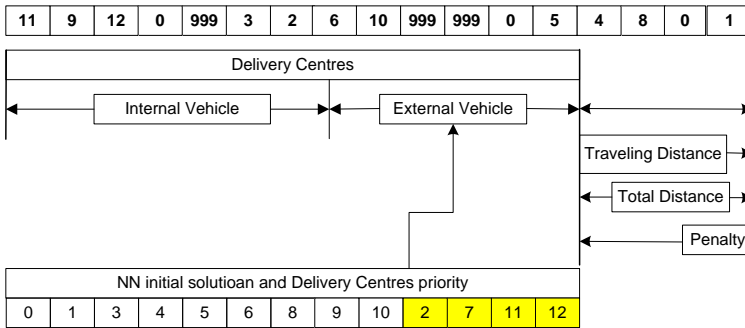 11 9 12 0 999 3 2 6 10 999 999 0 5 4 8 0 1
Delivery Centres
Internal Vehicle External Vehicle
Traveling Distance
Total Distance
Penalty
NN initial solutioan and Delivery Centres priority
0 1 3 4 5 6 8 9 10 2 7 11 12